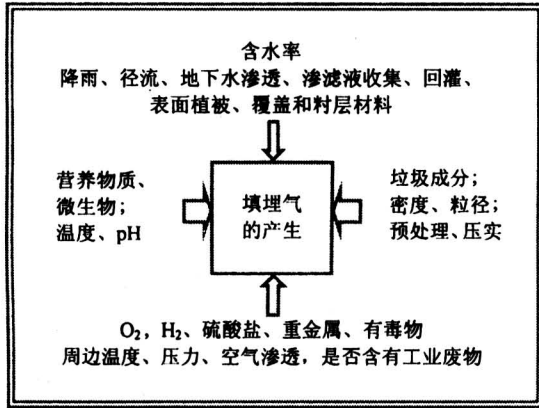 含水率
降雨、径流、地下水渗透、渗滤液收集、回灌、
表面植被、覆盖和衬层材料
营养物质、
微生物；
温度、pH
填埋气
的产生
垃圾成分；
密度、粒径；
预处理、压实
O₂，H₂、硫酸盐、重金属、有毒物
周边温度、压力、空气渗透，是否含有工业废物